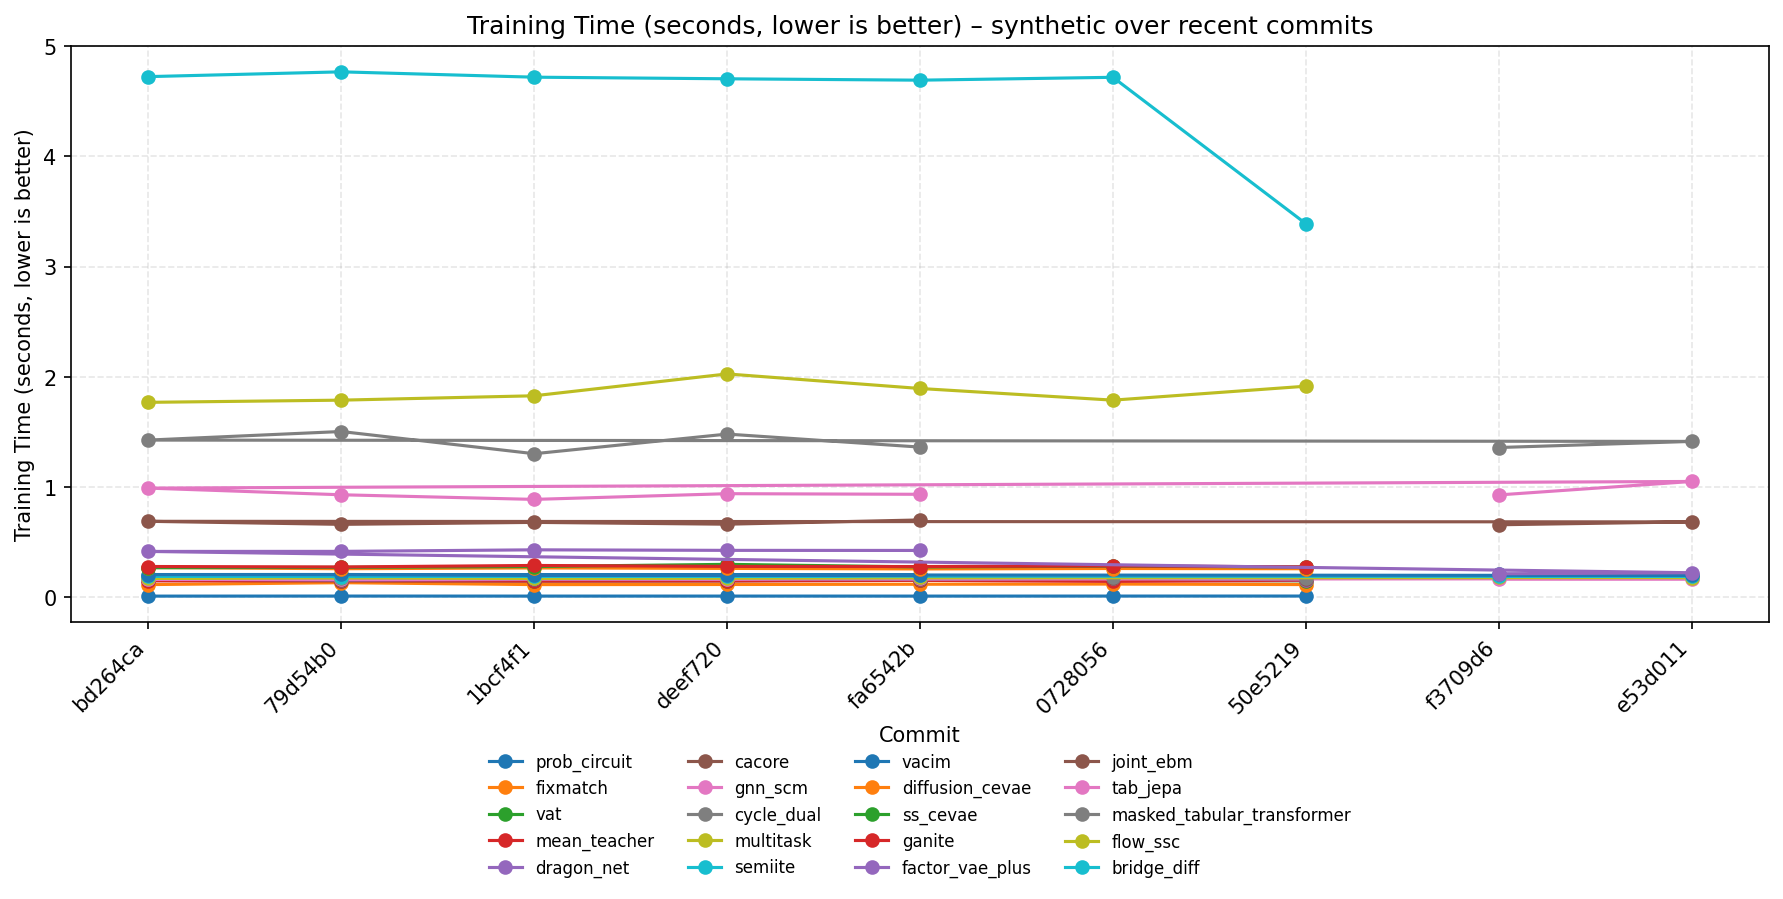 Training Time (seconds, lower is better) – synthetic over recent commits
Training Time (seconds, lower is better)
5
4
3
2
1
0
bd264ca
79d54b0
1bcf4f1
deef720
fa6542b
0728056
50e5219
f3709d6
e53d011
Commit
prob_circuit
fixmatch
vat
mean_teacher
dragon_net
cacore
gnn_scm
cycle_dual
multitask
semiite
vacim
diffusion_cevae
ss_cevae
ganite
factor_vae_plus
joint_ebm
tab_jepa
masked_tabular_transformer
flow_ssc
bridge_diff